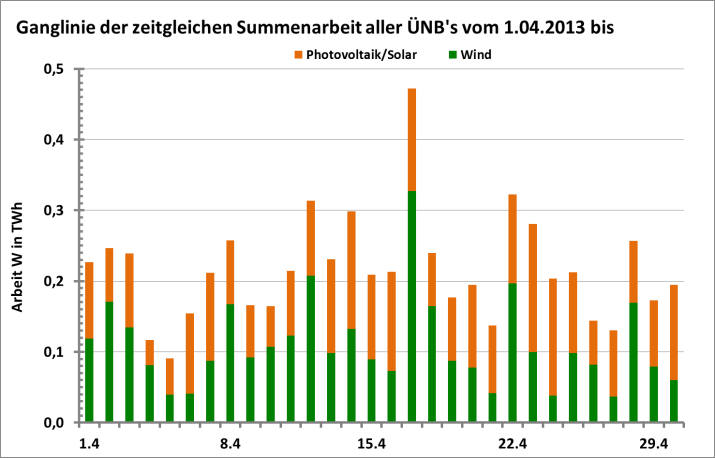 Ganglinie der zeitgleichen Summenarbeit aller ÜNB's vom 1.04.2013 bis
Photovoltaik/Solar Wind
Arbeit W in TWh
0,5
0,4
0,3
0,2
0,1
0,0
1.4 8.4 15.4 22.4 29.4